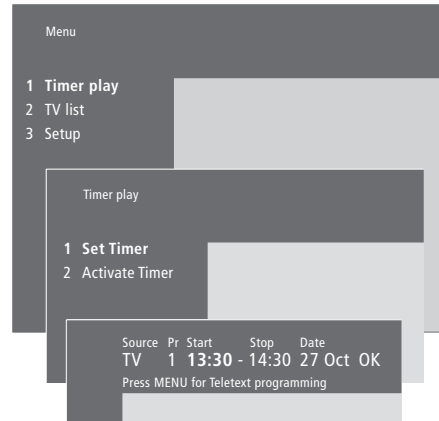 Menu
1 Timer play
2 TV list
3 Setup
Timer play
1 Set Timer
2 Activate Timer
Source Pr Start Stop Date
TV 1 13:30 - 14:30 27 Oct OK
Press MENU for Teletext programming